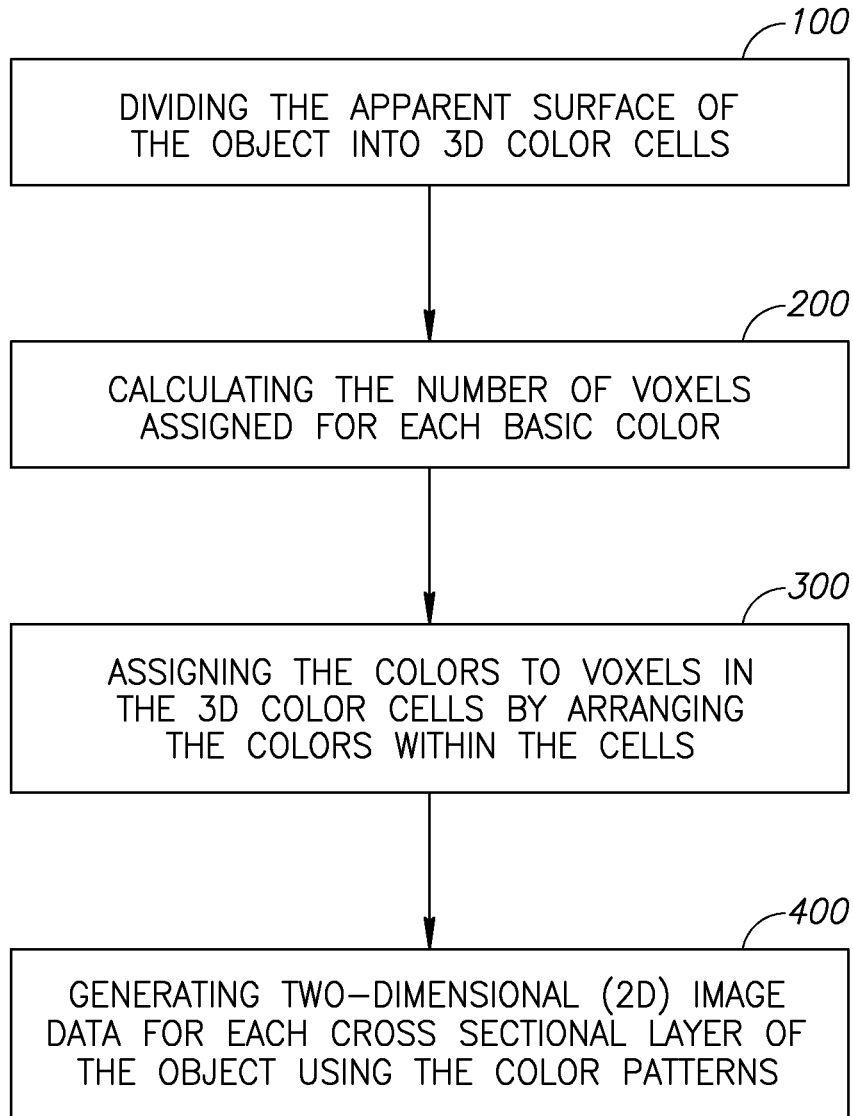 100
DIVIDING THE APPARENT SURFACE OF
THE OBJECT INTO 3D COLOR CELLS
200
CALCULATING THE NUMBER OF VOXELS
ASSIGNED FOR EACH BASIC COLOR
300
ASSIGNING THE COLORS TO VOXELS IN
THE 3D COLOR CELLS BY ARRANGING
THE COLORS WITHIN THE CELLS
400
GENERATING TWO-DIMENSIONAL (2D) IMAGE
DATA FOR EACH CROSS SECTIONAL LAYER OF
THE OBJECT USING THE COLOR PATTERNS